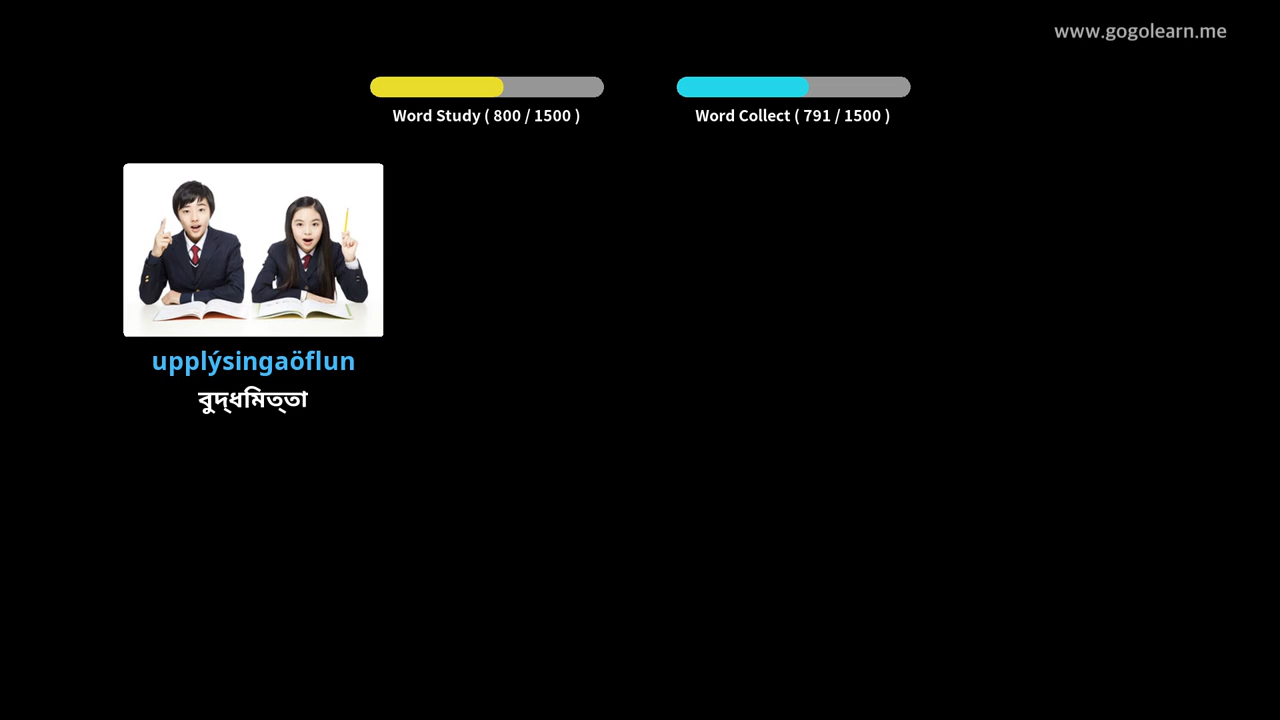 www.gogolearn.me
Word Study ( 800 / 1500 )
Word Collect ( 791 / 1500 )
upplýsingaöflun
বুদ্ধিমত্তা